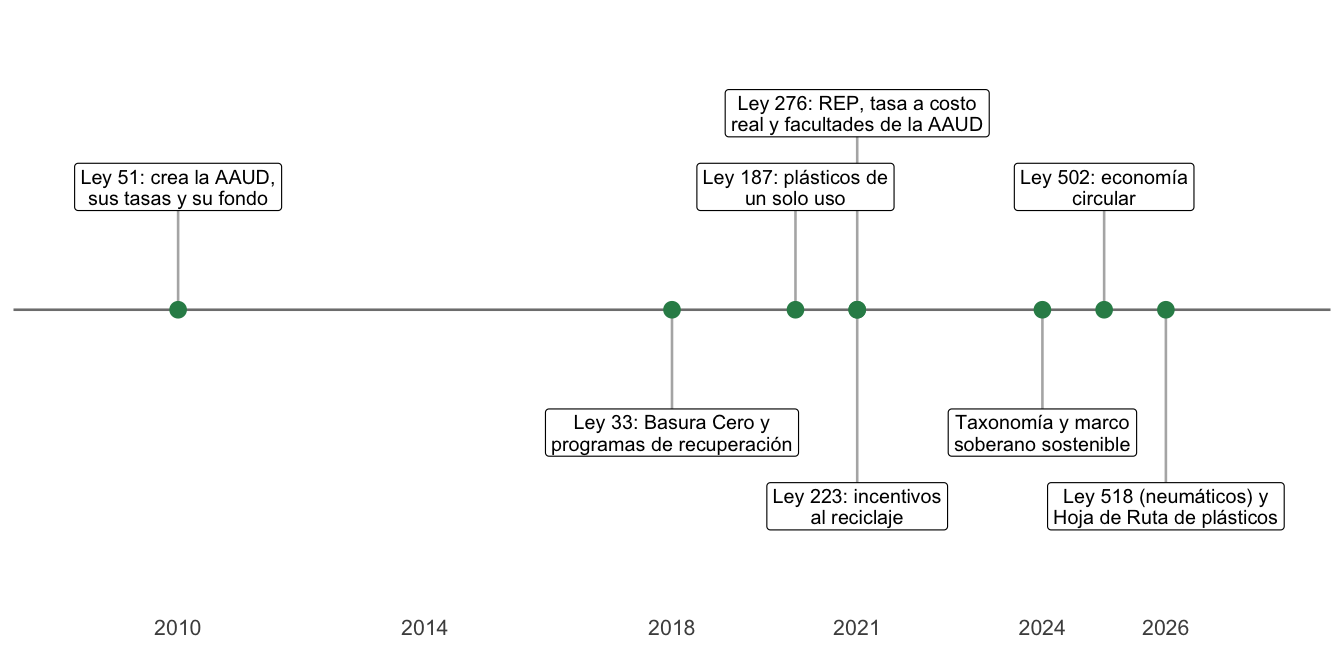 Ley 276: REP, tasa a costo
real y facultades de la AAUD
Ley 51: crea la AAUD,
sus tasas y su fondo
Ley 187: plásticos de
un solo uso
Ley 502: economía
circular
Ley 33: Basura Cero y
programas de recuperación
Taxonomía y marco
soberano sostenible
Ley 223: incentivos
al reciclaje
Ley 518 (neumáticos) y
Hoja de Ruta de plásticos
2010
2014
2018
2021
2024
2026